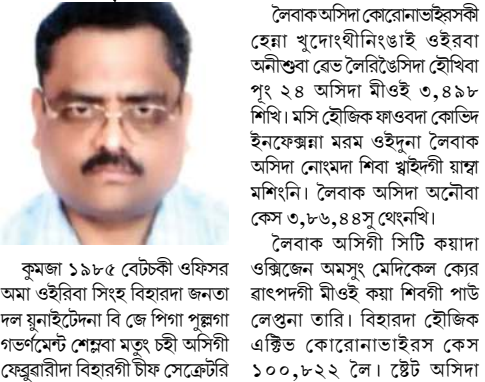 কুমজা ১৯৮৫ বেটচকী ওফিসর
অমা ওইরিবা সিংহ বিহারদা জনতা
দল য়ুনাইটেদনা বি জে পিগা পুল্লগা
গভর্ণমেন্ট শেম্লবা মতুং চহী অসিগী
ফেব্রুৱারীদা বিহারগী চীফ সেক্রেটরি
লৈবাক অসিদা কোরোনাভাইরসকী
হেন্না খুদোংথীনিংঙাই ওইরবা
অনীশুবা ৱেভ লৈরিঙৈসিদা হৌখিবা
পূং ২৪ অসিদা মীওই ৩,৪৯৮
শিখি। মসি হৌজিক ফাওবদা কোভিদ
ইনফেক্সন্না মরম ওইদুনা লৈবাক
অসিদা নোংমদা শিবা খ্বাইদগী য়াম্বা
মশিংনি। লৈবাক অসিদা অনৌবা
কেস ৩,৮৬,৪৪সু থেংনখি।
লৈবাক অসিগী সিটি কয়াদা
ওক্সিজেন অমসুং মেদিকেল ক্যের
ৱাৎপদগী মীওই কয়া শিবগী পাউ
লেপ্তনা তারি। বিহারদা হৌজিক
এক্টিভ কোরোনাভাইরস কেস
১০০,৮২২ লৈ। ষ্টেট অসিদা